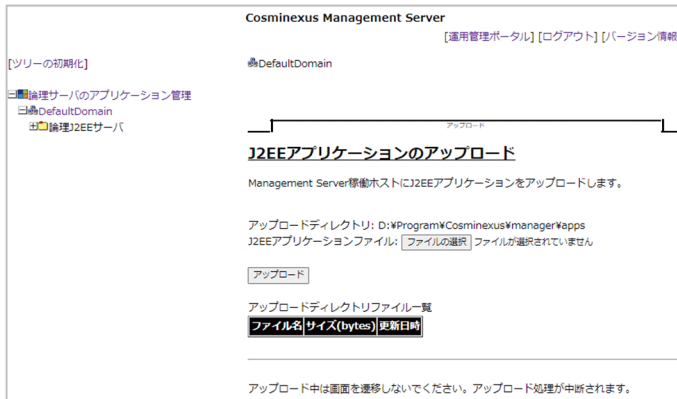 Cosminexus Management Server
[運用管理ポータル] [ログアウト] [バージョン情報
[ツリーの初期化]
DefaultDomain
論理サーバのアプリケーション管理
DefaultDomain
論理J2EEサーバ
アップロード
J2EEアプリケーションのアップロード
Management Server稼働ホストにJ2EEアプリケーションをアップロードします。
アップロードディレクトリ: D:¥Program¥Cosminexus¥manager¥apps
J2EEアプリケーションファイル: ファイルの選択 ファイルが選択されていません
アップロード
アップロードディレクトリファイル一覧
ファイル名 サイズ(bytes) 更新日時
アップロード中は画面を遷移しないでください。アップロード処理が中断されます。